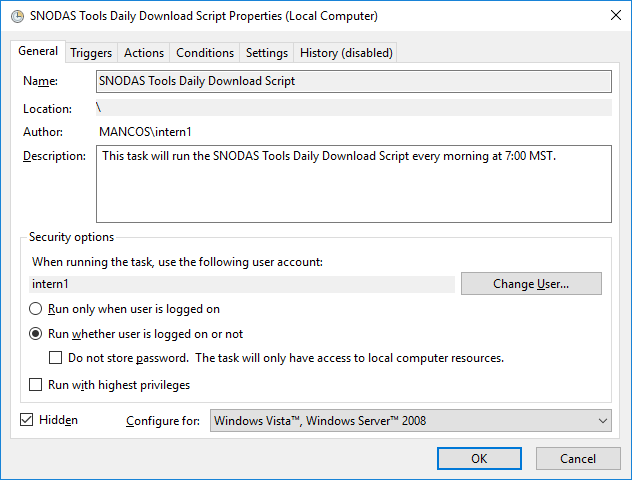 SNODAS Tools Daily Download Script Properties (Local Computer)
General Triggers Actions Conditions Settings History (disabled)
Name: SNODAS Tools Daily Download Script
Location: \
Author: MANCOS\intern1
Description: This task will run the SNODAS Tools Daily Download Script every morning at 7:00 MST.
Security options
When running the task, use the following user account:
intern1 Change User...
Run only when user is logged on
Run whether user is logged on or not
Do not store password. The task will only have access to local computer resources.
Run with highest privileges
Hidden Configure for: Windows Vista™, Windows Server™ 2008
OK Cancel